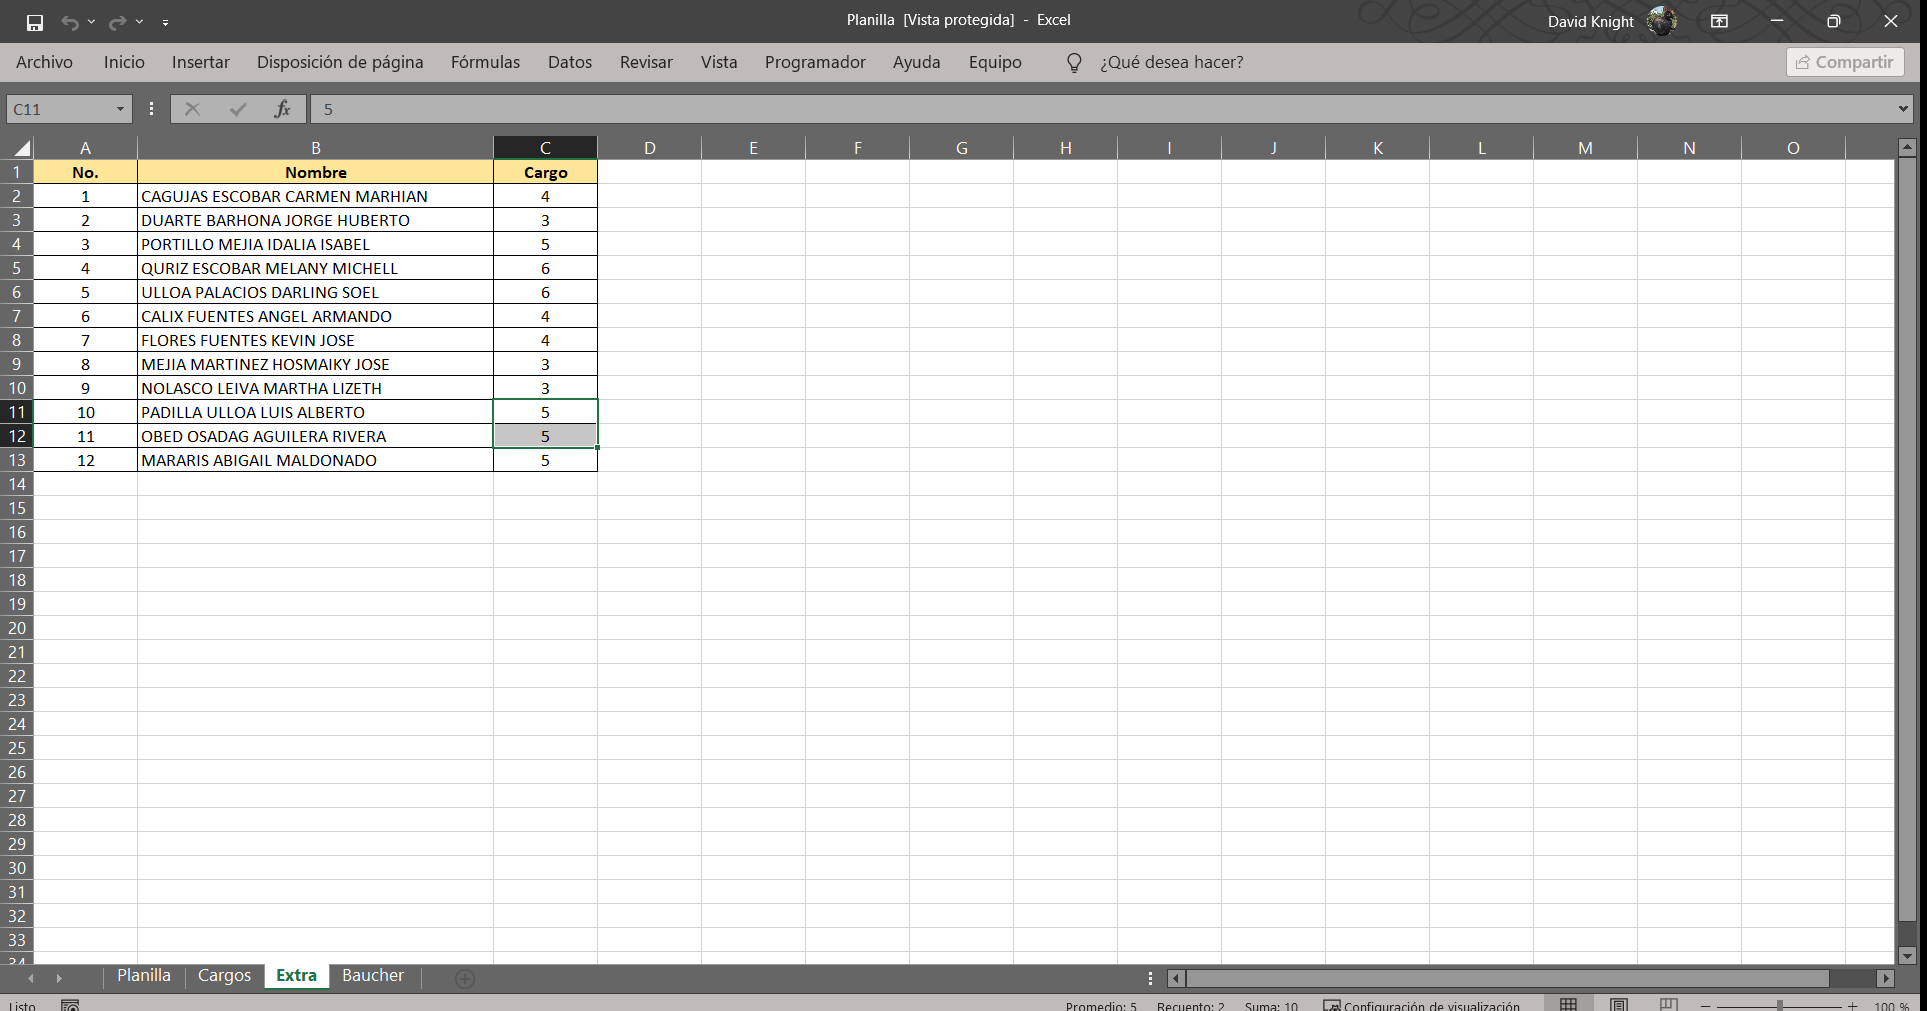 Planilla [Vista protegida] - Excel
David Knight
Archivo Inicio Insertar Disposición de página Fórmulas Datos Revisar Vista Programador Ayuda Equipo ¿Qué desea hacer? Compartir
C11 fx 5
A B C D E F G H I J K L M N O
1 No. Nombre Cargo
2 1 CAGUJAS ESCOBAR CARMEN MARHIAN 4
3 2 DUARTE BARHONA JORGE HUBERTO 3
4 3 PORTILLO MEJIA IDALIA ISABEL 5
5 4 QURIZ ESCOBAR MELANY MICHELL 6
6 5 ULLOA PALACIOS DARLING SOEL 6
7 6 CALIX FUENTES ANGEL ARMANDO 4
8 7 FLORES FUENTES KEVIN JOSE 4
9 8 MEJIA MARTINEZ HOSMAIKY JOSE 3
10 9 NOLASCO LEIVA MARTHA LIZETH 3
11 10 PADILLA ULLOA LUIS ALBERTO 5
12 11 OBED OSADAG AGUILERA RIVERA 5
13 12 MARARIS ABIGAIL MALDONADO 5
14
15
16
17
18
19
20
21
22
23
24
25
26
27
28
29
30
31
32
33
34
Planilla Cargos Extra Baucher
Listo Promedio: 5 Recuento: 2 Suma: 10 Configuración de visualización 100 %